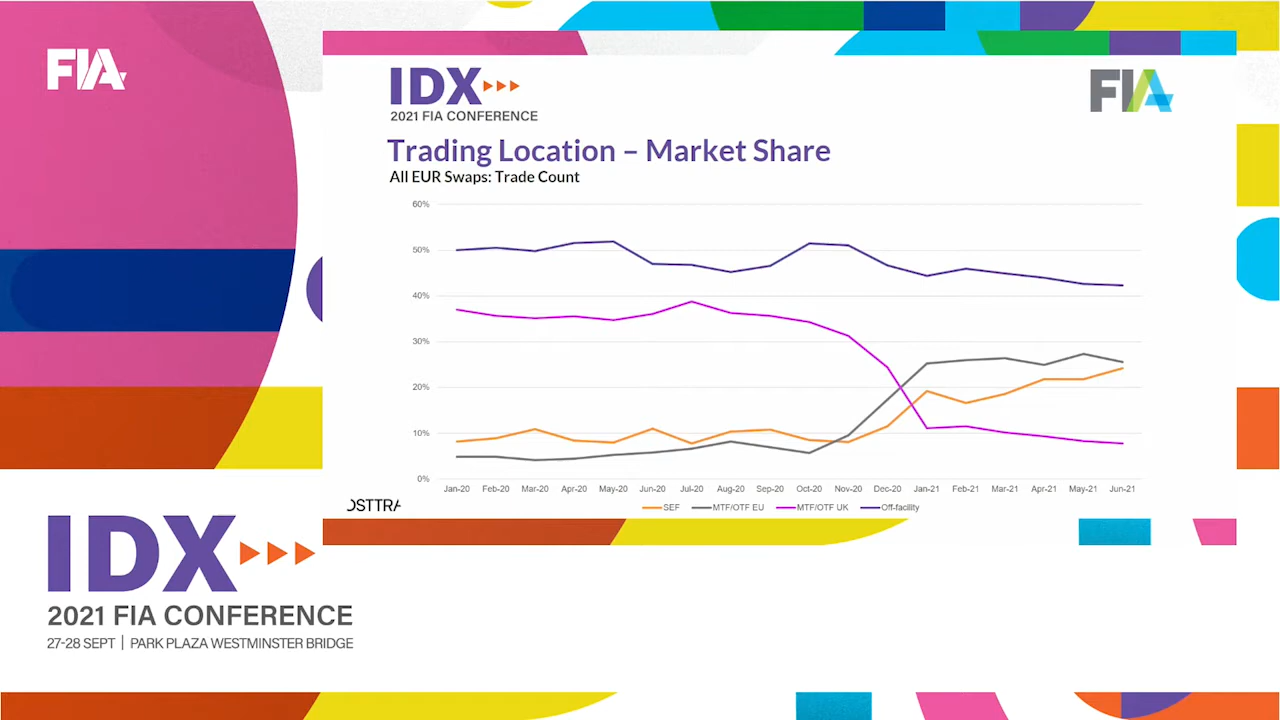 FIA
IDX
2021 FIA CONFERENCE
FIA
Trading Location – Market Share
All EUR Swaps: Trade Count
60%
50%
40%
30%
20%
10%
0%
Jan-20 Feb-20 Mar-20 Apr-20 May-20 Jun-20 Jul-20 Aug-20 Sep-20 Oct-20 Nov-20 Dec-20 Jan-21 Feb-21 Mar-21 Apr-21 May-21 Jun-21
OSTTRA
SEF MTF/OTF EU MTF/OTF UK Off-facility
IDX
2021 FIA CONFERENCE
27-28 SEPT | PARK PLAZA WESTMINSTER BRIDGE